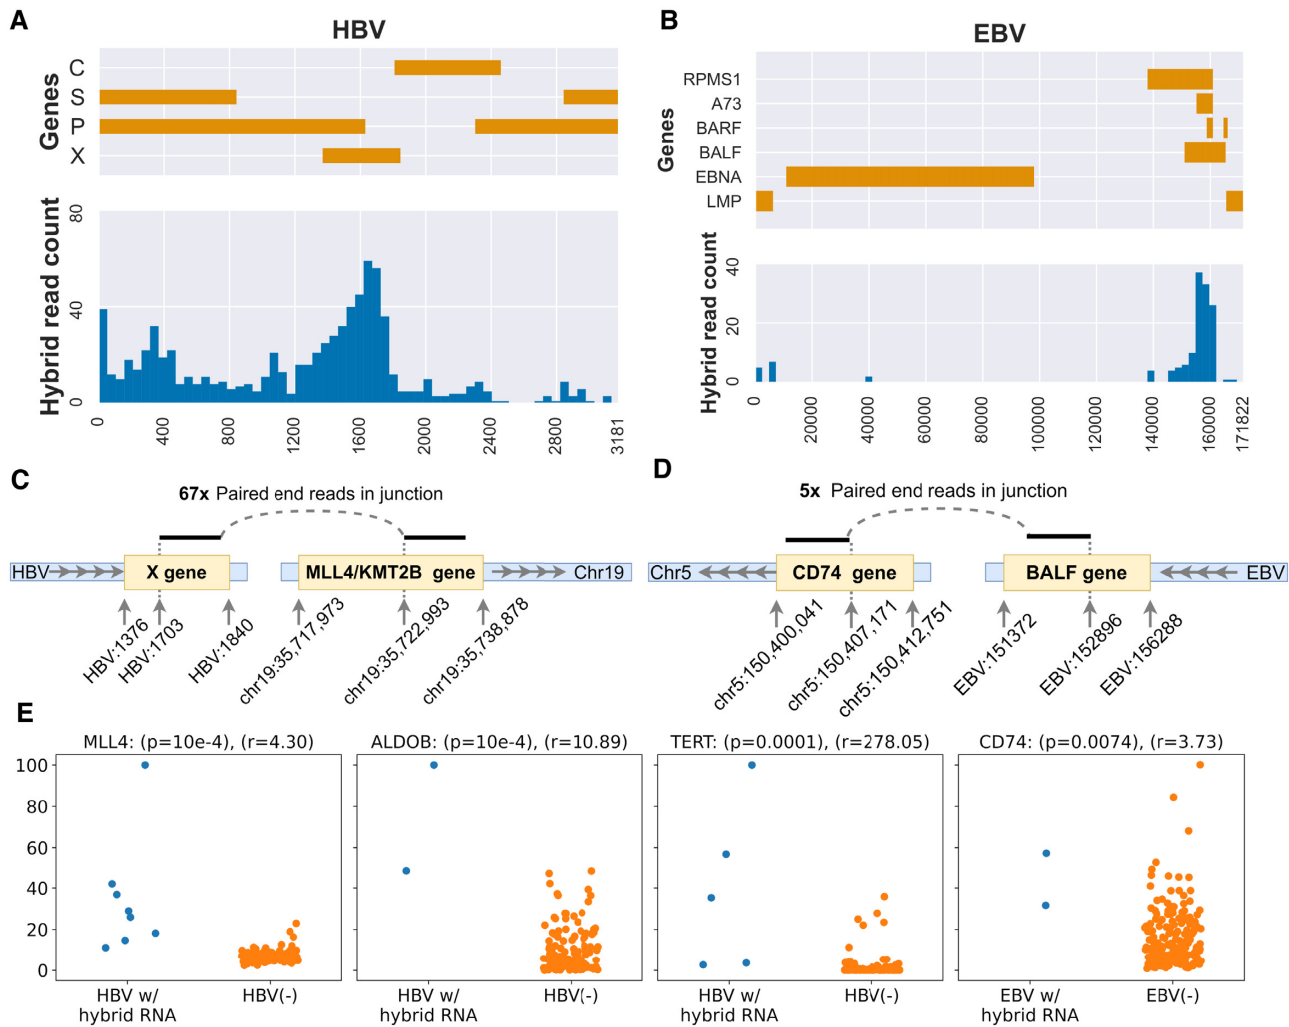 A
HBV
Genes
C
S
P
X
Hybrid read count
80
40
0
0
400
800
1200
1600
2000
2400
2800
3181
B
EBV
Genes
RPMS1
A73
BARF
BALF
EBNA
LMP
Hybrid read count
40
20
0
0
20000
40000
60000
80000
100000
120000
140000
160000
171822
C
67x Paired end reads in junction
HBV
X gene
MLL4/KMT2B gene
Chr19
HBV:1376
HBV:1703
HBV:1840
chr19:35,717,973
chr19:35,722,993
chr19:35,738,878
D
5x Paired end reads in junction
Chr5
CD74 gene
BALF gene
EBV
chr5:150,400,041
chr5:150,407,171
chr5:150,412,751
EBV:151372
EBV:152896
EBV:156288
E
MLL4: (p=10e-4), (r=4.30)
100
80
60
40
20
0
HBV w/
hybrid RNA
HBV(-)
ALDOB: (p=10e-4), (r=10.89)
HBV w/
hybrid RNA
HBV(-)
TERT: (p=0.0001), (r=278.05)
HBV w/
hybrid RNA
HBV(-)
CD74: (p=0.0074), (r=3.73)
EBV w/
hybrid RNA
EBV(-)